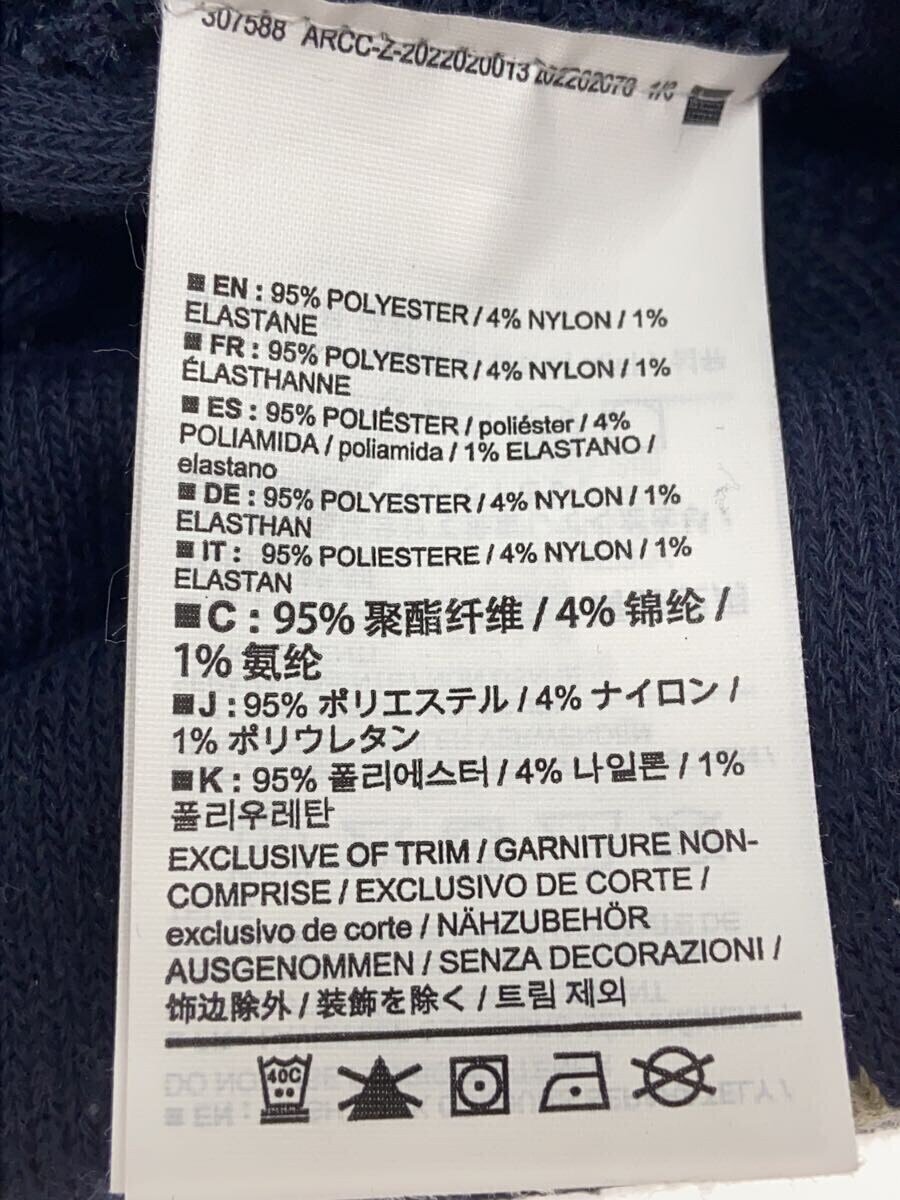 307588 ARCC-Z-2022020013 202202070 1/6
EN : 95% POLYESTER / 4% NYLON / 1%
ELASTANE
FR : 95% POLYESTER / 4% NYLON / 1%
ÉLASTHANNE
ES : 95% POLIÉSTER / poliéster / 4%
POLIAMIDA / poliamida / 1% ELASTANO /
elastano
DE : 95% POLYESTER / 4% NYLON / 1%
ELASTHAN
IT : 95% POLIESTERE / 4% NYLON / 1%
ELASTAN
C : 95% 聚酯纤维 / 4% 锦纶 /
1% 氨纶
J : 95% ポリエステル / 4% ナイロン /
1% ポリウレタン
K : 95% 폴리에스터 / 4% 나일론 / 1%
폴리우레탄
EXCLUSIVE OF TRIM / GARNITURE NON-
COMPRISE / EXCLUSIVO DE CORTE /
exclusivo de corte / NÄHZUBEHÖR
AUSGENOMMEN / SENZA DECORAZIONI /
饰边除外 / 装飾を除く / 트림 제외
40C